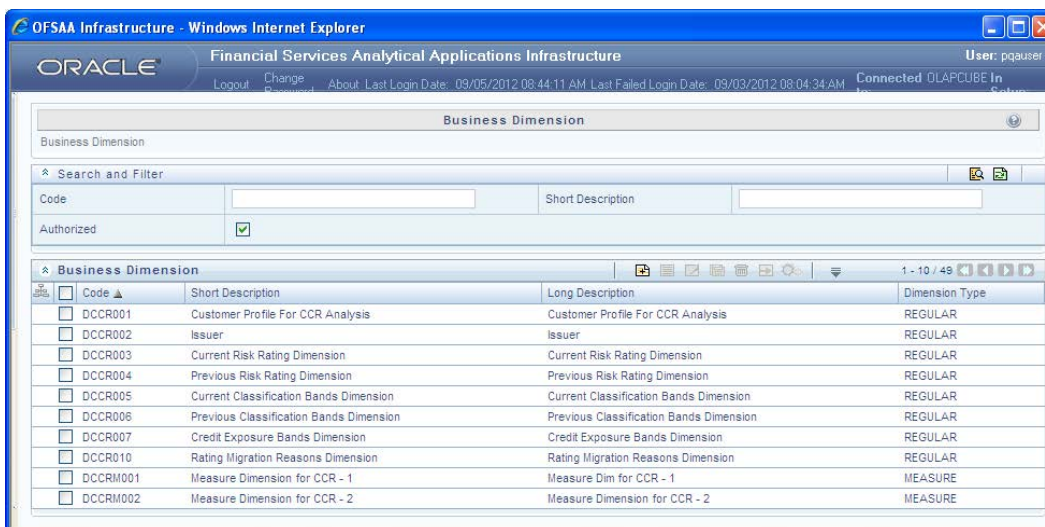 OFSAA Infrastructure - Windows Internet Explorer
ORACLE
Financial Services Analytical Applications Infrastructure
User: pqauser
Logout Change About Last Login Date: 09/05/2012 08:44:11 AM Last Failed Login Date: 09/03/2012 08:04:34:AM Connected OLAPCUBE In
Business Dimension
Business Dimension
Search and Filter
Code
Short Description
Authorized
Business Dimension
1 - 10 / 49
Code Short Description Long Description Dimension Type
DCCR001 Customer Profile For CCR Analysis Customer Profile For CCR Analysis REGULAR
DCCR002 Issuer Issuer REGULAR
DCCR003 Current Risk Rating Dimension Current Risk Rating Dimension REGULAR
DCCR004 Previous Risk Rating Dimension Previous Risk Rating Dimension REGULAR
DCCR005 Current Classification Bands Dimension Current Classification Bands Dimension REGULAR
DCCR006 Previous Classification Bands Dimension Previous Classification Bands Dimension REGULAR
DCCR007 Credit Exposure Bands Dimension Credit Exposure Bands Dimension REGULAR
DCCR010 Rating Migration Reasons Dimension Rating Migration Reasons Dimension REGULAR
DCCRM001 Measure Dimension for CCR - 1 Measure Dim for CCR - 1 MEASURE
DCCRM002 Measure Dimension for CCR - 2 Measure Dimension for CCR - 2 MEASURE